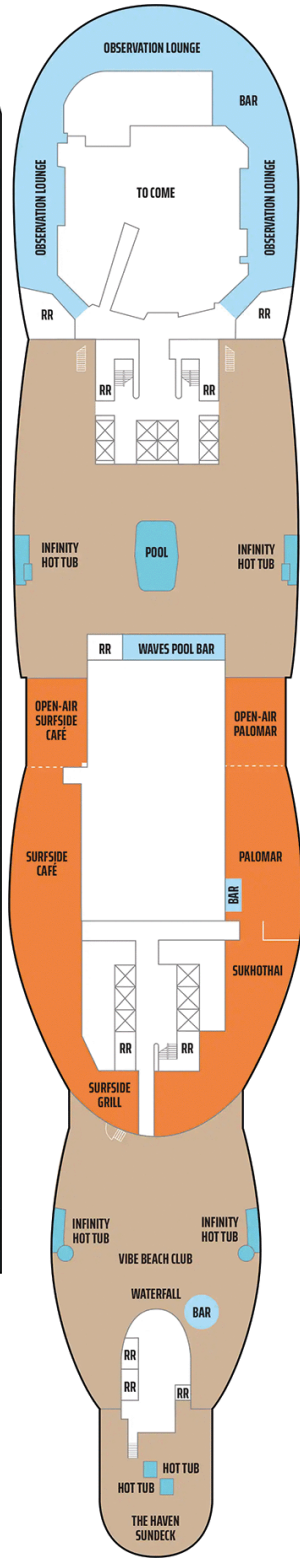 OBSERVATION LOUNGE
BAR
OBSERVATION LOUNGE
TO COME
OBSERVATION LOUNGE
RR
RR
RR
RR
INFINITY
HOT TUB
POOL
INFINITY
HOT TUB
RR
WAVES POOL BAR
OPEN-AIR
SURFSIDE
CAFÉ
OPEN-AIR
PALOMAR
SURFSIDE
CAFÉ
PALOMAR
BAR
SUKHOTHAI
RR
RR
SURFSIDE
GRILL
INFINITY
HOT TUB
INFINITY
HOT TUB
VIBE BEACH CLUB
WATERFALL
BAR
RR
RR
RR
HOT TUB
HOT TUB
THE HAVEN
SUNDECK